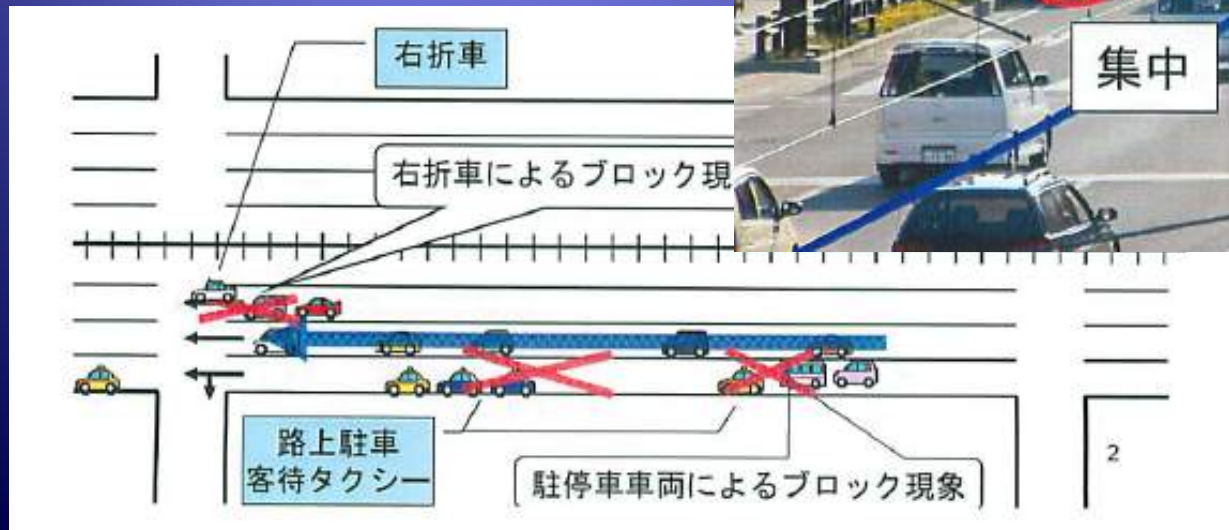 右折車
集中
右折車によるブロック現
路上駐車
客待タクシー
駐停車車両によるブロック現象
2